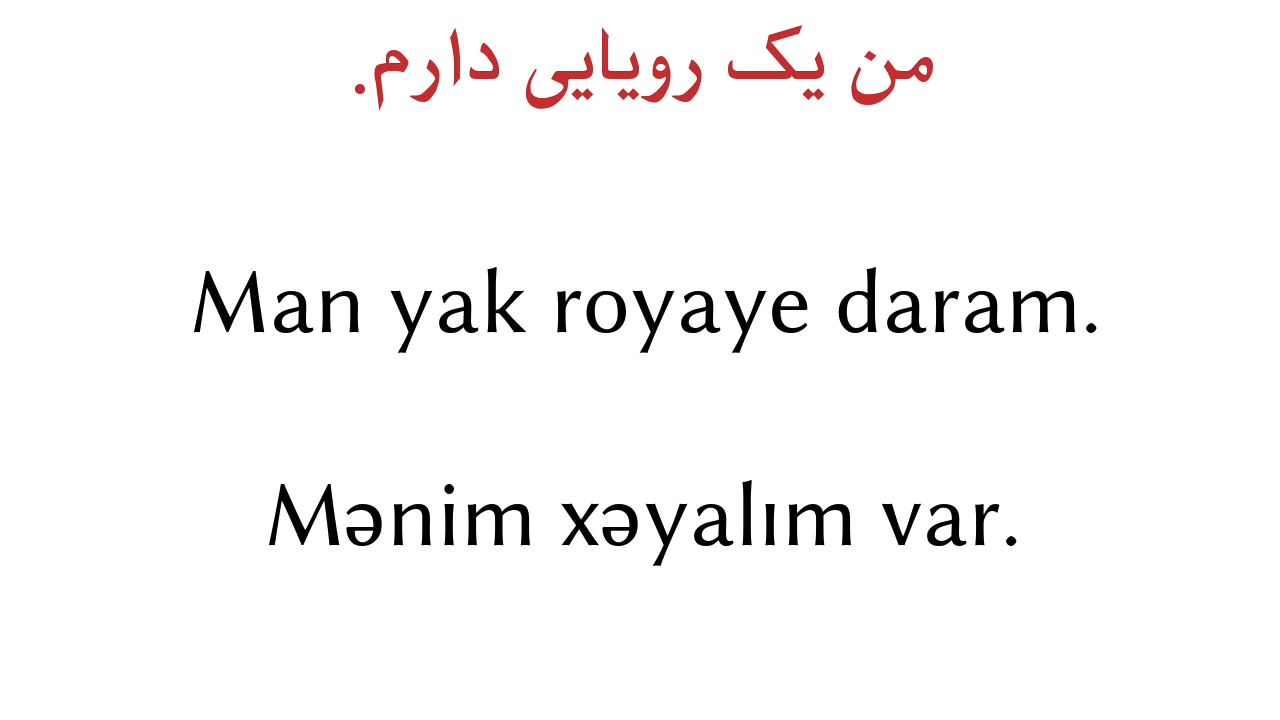 من یک رویایی دارم.
Man yak royaye daram.
Mənim xəyalım var.